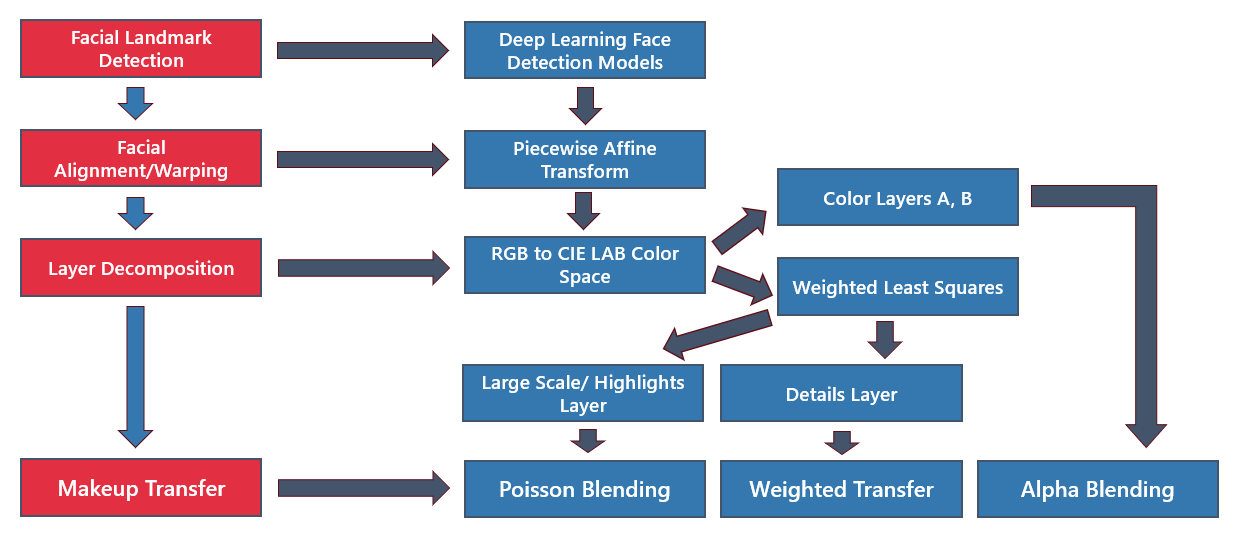 Facial Landmark
Detection
Deep Learning Face
Detection Models
Facial
Alignment/Warping
Piecewise Affine
Transform
Color Layers A, B
Layer Decomposition
RGB to CIE LAB Color
Space
Weighted Least Squares
Large Scale/ Highlights
Layer
Details Layer
Makeup Transfer
Poisson Blending
Weighted Transfer
Alpha Blending